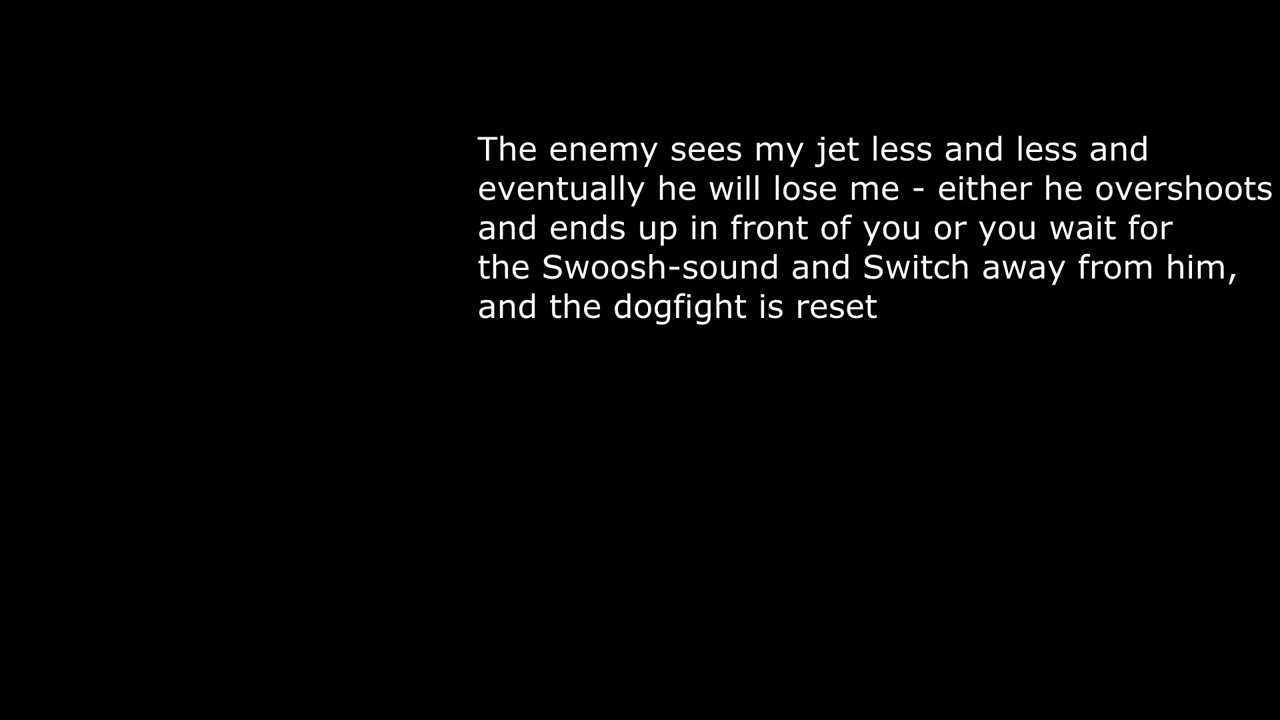 The enemy sees my jet less and less and
eventually he will lose me - either he overshoots
and ends up in front of you or you wait for
the Swoosh-sound and Switch away from him,
and the dogfight is reset